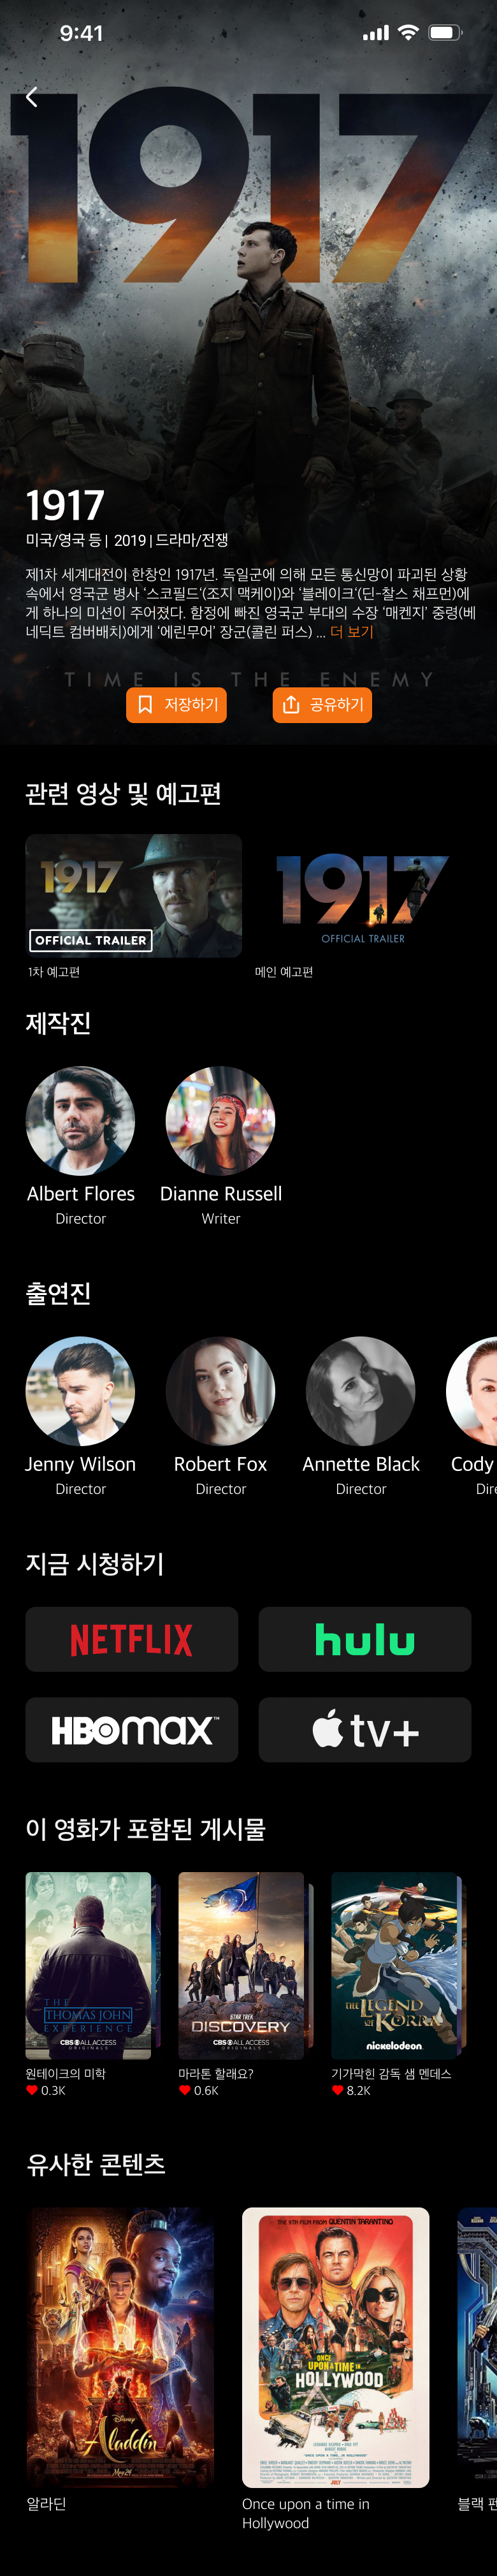 9:41
1917
1917
미국/영국 등 | 2019 | 드라마/전쟁
제1차 세계대전이 한창인 1917년. 독일군에 의해 모든 통신망이 파괴된 상황
속에서 영국군 병사 ‘스코필드‘(조지 맥케이)와 ‘블레이크‘(딘-찰스 채프먼)에
게 하나의 미션이 주어졌다. 함정에 빠진 영국군 부대의 수장 ‘매켄지’ 중령(베
네딕트 컴버배치)에게 ‘에린무어’ 장군(콜린 퍼스) ... 더 보기
TIME IS THE ENEMY
저장하기 공유하기
관련 영상 및 예고편
1917
OFFICIAL TRAILER
1917
OFFICIAL TRAILER
1차 예고편 메인 예고편
제작진
Albert Flores Dianne Russell
Director Writer
출연진
Jenny Wilson Robert Fox Annette Black Cody
Director Director Director Dire
지금 시청하기
NETFLIX hulu
HBOmax™ tv+
이 영화가 포함된 게시물
THE
THOMAS JOHN
EXPERIENCE
CBS ALL ACCESS
ORIGINALS
STAR TREK
DISCOVERY
CBS ALL ACCESS
ORIGINALS
THE LEGEND
OF KORRA
nickelodeon
원테이크의 미학 마라톤 할래요? 기가막힌 감독 샘 멘데스
0.3K 0.6K 8.2K
유사한 콘텐츠
Disney
Aladdin
May 24
THE 9TH FILM FROM QUENTIN TARANTINO
ONCE
UPON A TIME IN
HOLLYWOOD
JULY
알라딘 Once upon a time in
Hollywood
블랙 팬